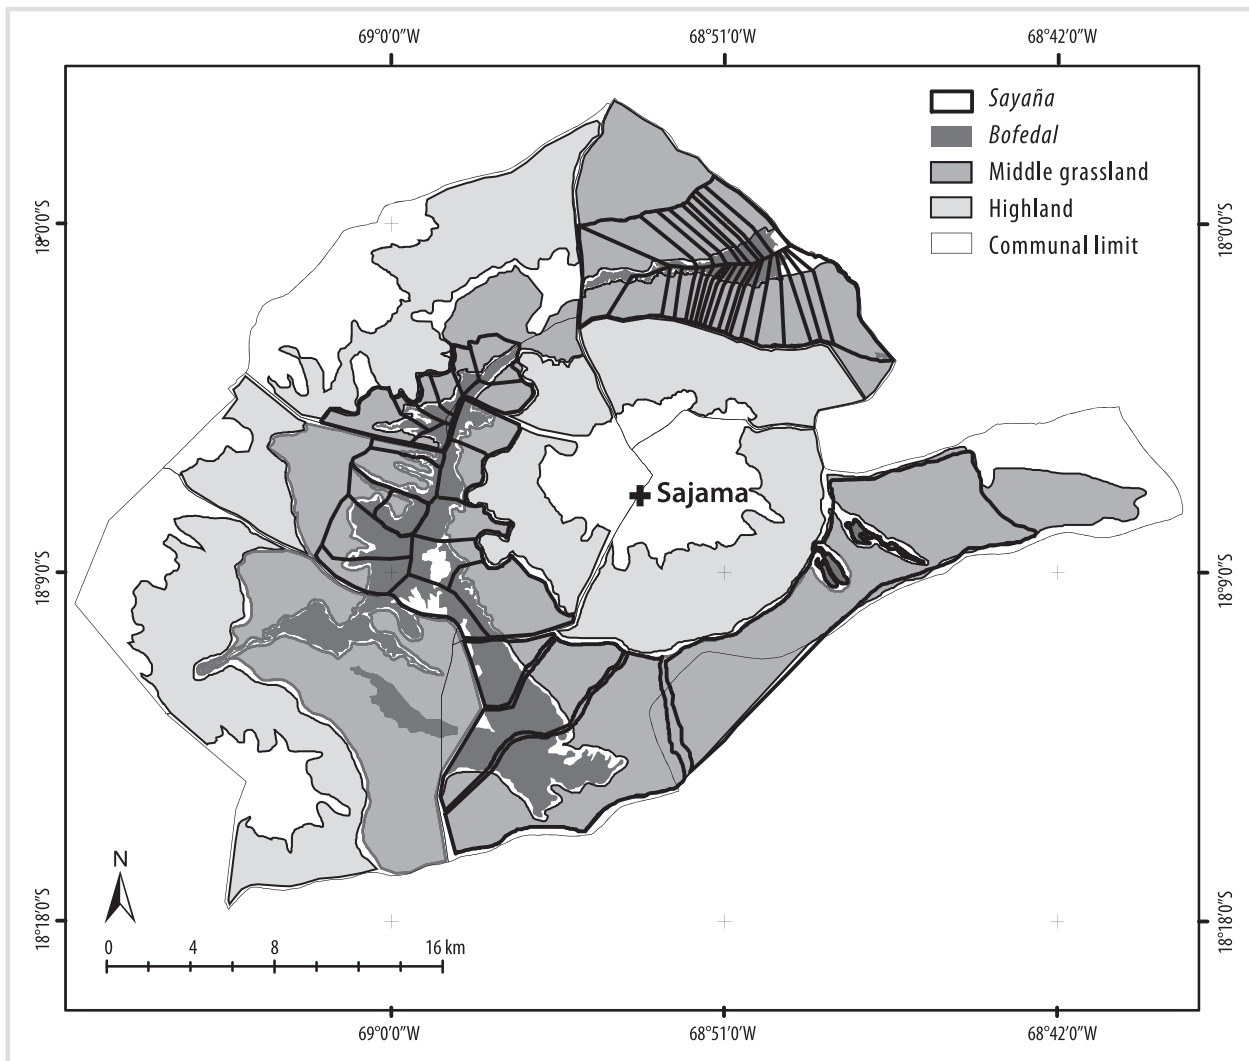 69°0'0"W 68°51'0"W 68°42'0"W
Sayaña
Bofedal
Middle grassland
Highland
Communal limit
18°0'0"S 18°0'0"S
Sajama
18°9'0"S 18°9'0"S
N
18°18'0"S 18°18'0"S
0 4 8 16 km
69°0'0"W 68°51'0"W 68°42'0"W